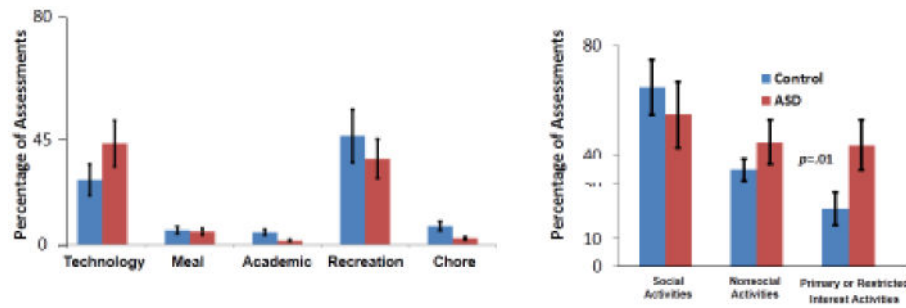 80
45
0
Percentage of Assessments
Technology
Meal
Academic
Recreation
Chore
80
40
10
0
Percentage of Assessments
Control
ASD
p=.01
Social
Activities
Nonsocial
Activities
Primary or Restricted
Interest Activities